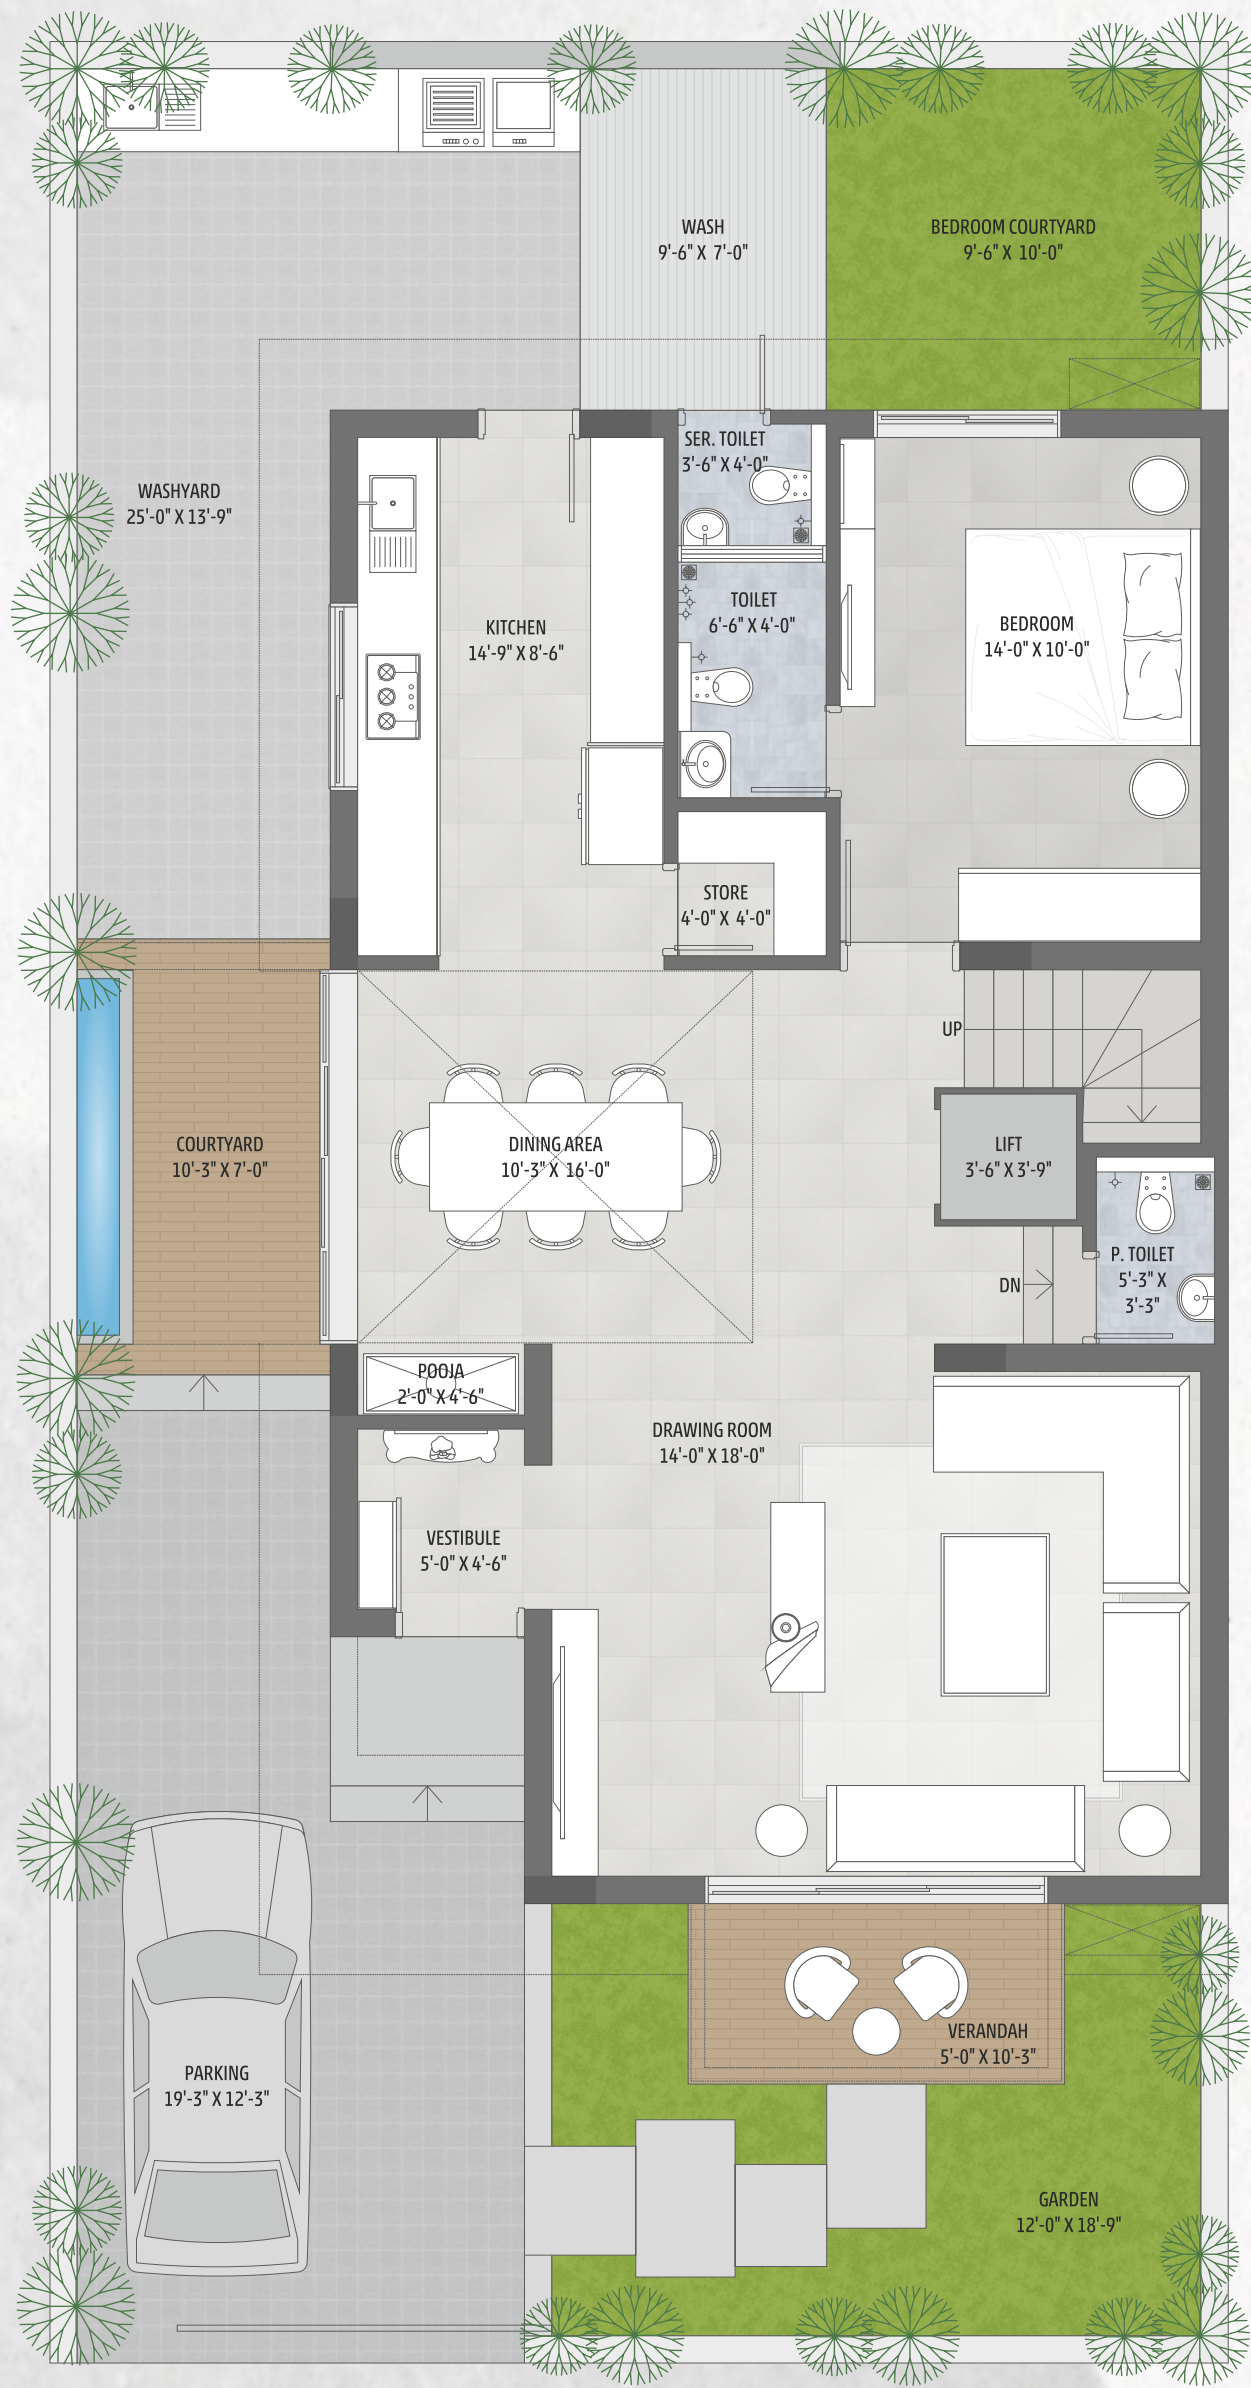 WASH
9'-6" X 7'-0"
BEDROOM COURTYARD
9'-6" X 10'-0"
SER. TOILET
3'-6" X 4'-0"
WASHYARD
25'-0" X 13'-9"
KITCHEN
14'-9" X 8'-6"
TOILET
6'-6" X 4'-0"
BEDROOM
14'-0" X 10'-0"
STORE
4'-0" X 4'-0"
UP
COURTYARD
10'-3" X 7'-0"
DINING AREA
10'-3" X 16'-0"
LIFT
3'-6" X 3'-9"
P. TOILET
5'-3" X
3'-3"
DN
POOJA
2'-0" X 4'-6"
DRAWING ROOM
14'-0" X 18'-0"
VESTIBULE
5'-0" X 4'-6"
VERANDAH
5'-0" X 10'-3"
PARKING
19'-3" X 12'-3"
GARDEN
12'-0" X 18'-9"